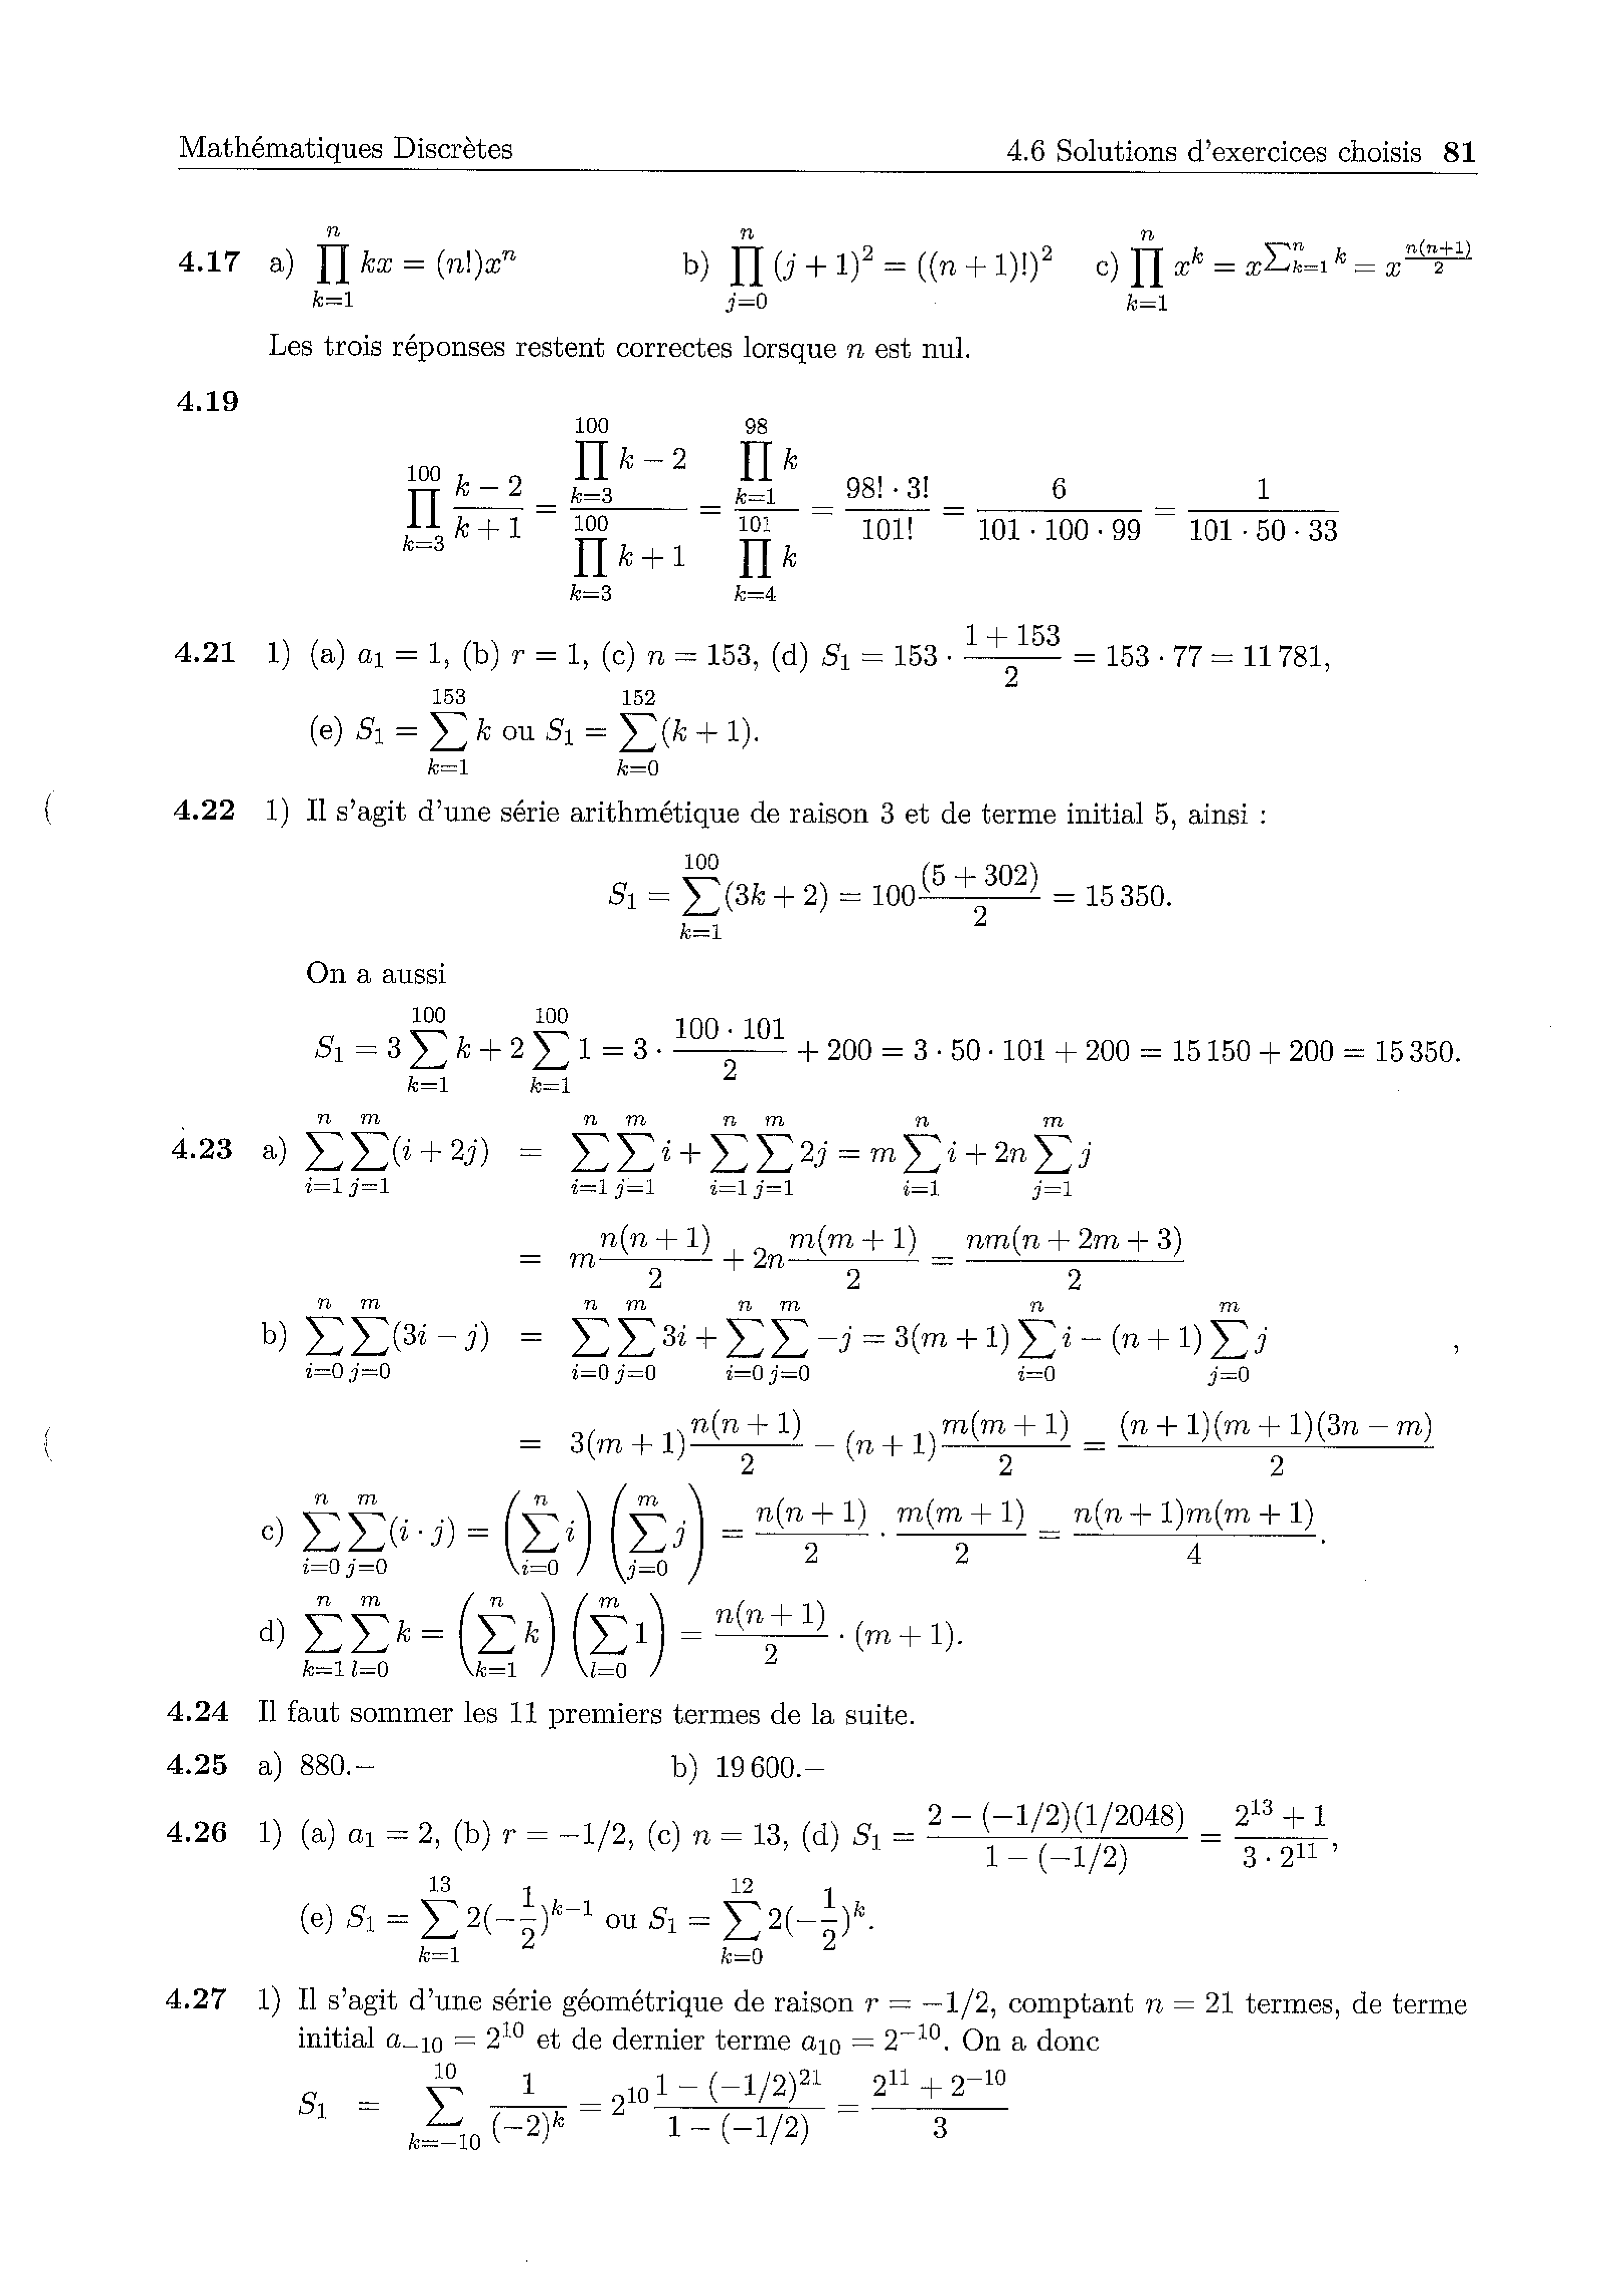 Mathématiques Discrètes 4.6 Solutions d'exercices choisis 81
4.17 a) $\prod_{k=1}^{n} kx = (n!)x^n$ b) $\prod_{j=0}^{n} (j+1)^2 = ((n+1)!)^2$ c) $\prod_{k=1}^{n} x^k = x^{\sum_{k=1}^{n} k} = x^{\frac{n(n+1)}{2}}$
Les trois réponses restent correctes lorsque $n$ est nul.
4.19
$\prod_{k=3}^{100} \frac{k-2}{k+1} = \frac{\prod_{k=3}^{100} k-2}{\prod_{k=3}^{100} k+1} = \frac{\prod_{k=1}^{98} k}{\prod_{k=4}^{101} k} = \frac{98! \cdot 3!}{101!} = \frac{6}{101 \cdot 100 \cdot 99} = \frac{1}{101 \cdot 50 \cdot 33}$
4.21 1) (a) $a_1 = 1$, (b) $r = 1$, (c) $n = 153$, (d) $S_1 = 153 \cdot \frac{1+153}{2} = 153 \cdot 77 = 11\,781$,
(e) $S_1 = \sum_{k=1}^{153} k$ ou $S_1 = \sum_{k=0}^{152} (k+1)$.
4.22 1) Il s'agit d'une série arithmétique de raison 3 et de terme initial 5, ainsi :
$S_1 = \sum_{k=1}^{100} (3k+2) = 100\frac{(5+302)}{2} = 15\,350.$
On a aussi
$S_1 = 3\sum_{k=1}^{100} k + 2\sum_{k=1}^{100} 1 = 3 \cdot \frac{100 \cdot 101}{2} + 200 = 3 \cdot 50 \cdot 101 + 200 = 15\,150 + 200 = 15\,350.$
4.23 a) $\sum_{i=1}^{n}\sum_{j=1}^{m} (i+2j) = \sum_{i=1}^{n}\sum_{j=1}^{m} i + \sum_{i=1}^{n}\sum_{j=1}^{m} 2j = m\sum_{i=1}^{n} i + 2n\sum_{j=1}^{m} j$
$= m\frac{n(n+1)}{2} + 2n\frac{m(m+1)}{2} = \frac{nm(n+2m+3)}{2}$
b) $\sum_{i=0}^{n}\sum_{j=0}^{m} (3i-j) = \sum_{i=0}^{n}\sum_{j=0}^{m} 3i + \sum_{i=0}^{n}\sum_{j=0}^{m} -j = 3(m+1)\sum_{i=0}^{n} i - (n+1)\sum_{j=0}^{m} j$
$= 3(m+1)\frac{n(n+1)}{2} - (n+1)\frac{m(m+1)}{2} = \frac{(n+1)(m+1)(3n-m)}{2}$
c) $\sum_{i=0}^{n}\sum_{j=0}^{m} (i \cdot j) = \left(\sum_{i=0}^{n} i\right)\left(\sum_{j=0}^{m} j\right) = \frac{n(n+1)}{2} \cdot \frac{m(m+1)}{2} = \frac{n(n+1)m(m+1)}{4}.$
d) $\sum_{k=1}^{n}\sum_{l=0}^{m} k = \left(\sum_{k=1}^{n} k\right)\left(\sum_{l=0}^{m} 1\right) = \frac{n(n+1)}{2} \cdot (m+1).$
4.24 Il faut sommer les 11 premiers termes de la suite.
4.25 a) 880.– b) 19 600.–
4.26 1) (a) $a_1 = 2$, (b) $r = -1/2$, (c) $n = 13$, (d) $S_1 = \frac{2-(-1/2)(1/2048)}{1-(-1/2)} = \frac{2^{13}+1}{3 \cdot 2^{11}}$,
(e) $S_1 = \sum_{k=1}^{13} 2(-\frac{1}{2})^{k-1}$ ou $S_1 = \sum_{k=0}^{12} 2(-\frac{1}{2})^k$.
4.27 1) Il s'agit d'une série géométrique de raison $r = -1/2$, comptant $n = 21$ termes, de terme
initial $a_{-10} = 2^{10}$ et de dernier terme $a_{10} = 2^{-10}$. On a donc
$S_1 = \sum_{k=-10}^{10} \frac{1}{(-2)^k} = 2^{10}\frac{1-(-1/2)^{21}}{1-(-1/2)} = \frac{2^{11}+2^{-10}}{3}$